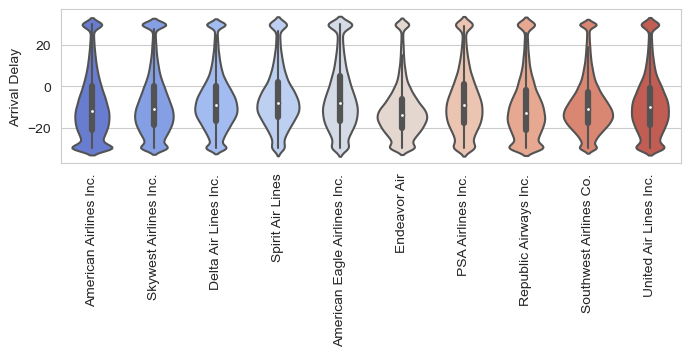 Arrival Delay
20
0
−20
American Airlines Inc.
Skywest Airlines Inc.
Delta Air Lines Inc.
Spirit Air Lines
American Eagle Airlines Inc.
Endeavor Air
PSA Airlines Inc.
Republic Airways Inc.
Southwest Airlines Co.
United Air Lines Inc.